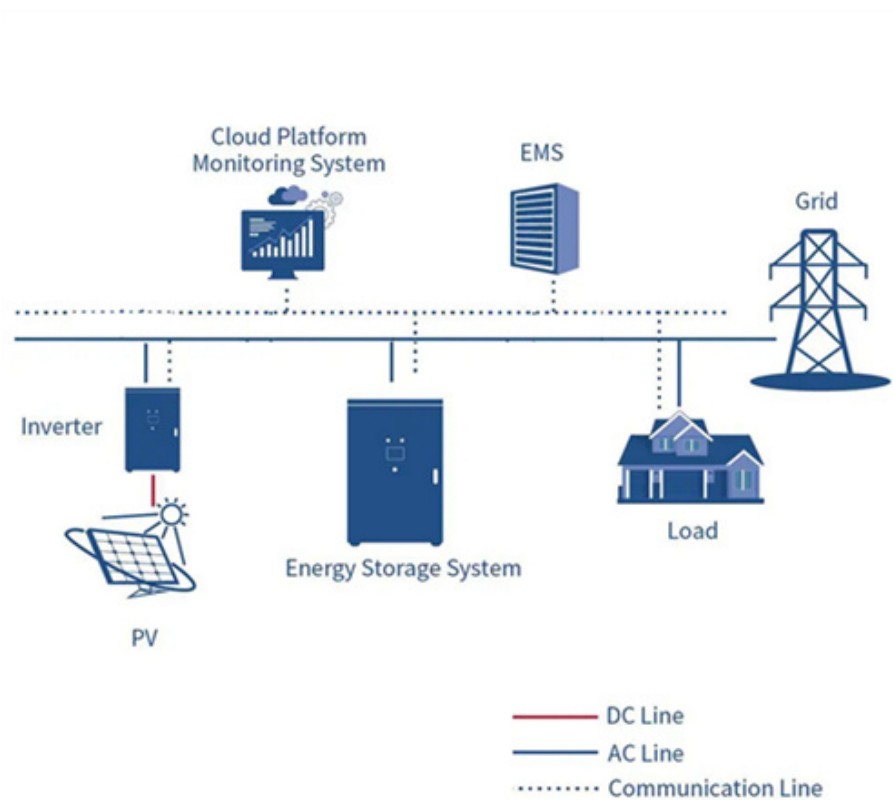 Cloud Platform
Monitoring System
EMS
Grid
Inverter
Load
Energy Storage System
PV
DC Line
AC Line
Communication Line